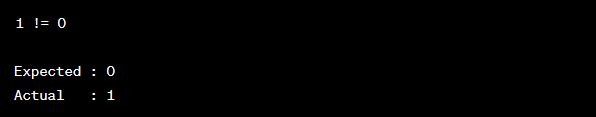 1 != 0
Expected : 0
Actual   : 1